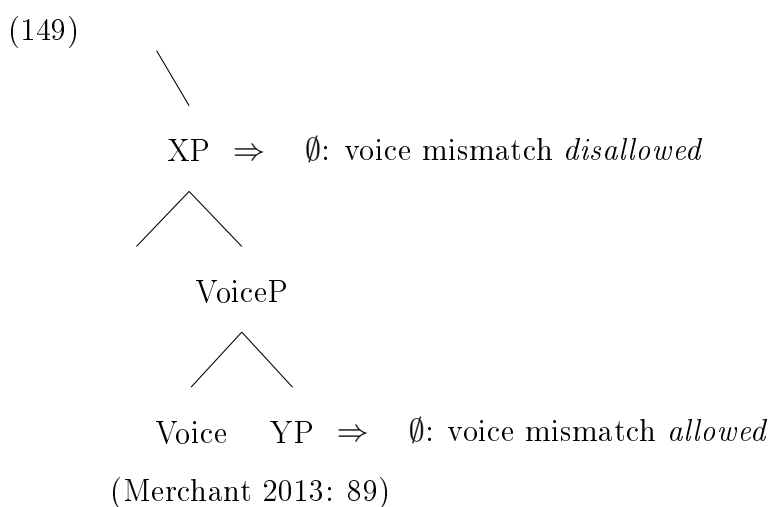 (149)
XP ⇒ ∅: voice mismatch disallowed
VoiceP
Voice YP ⇒ ∅: voice mismatch allowed
(Merchant 2013: 89)